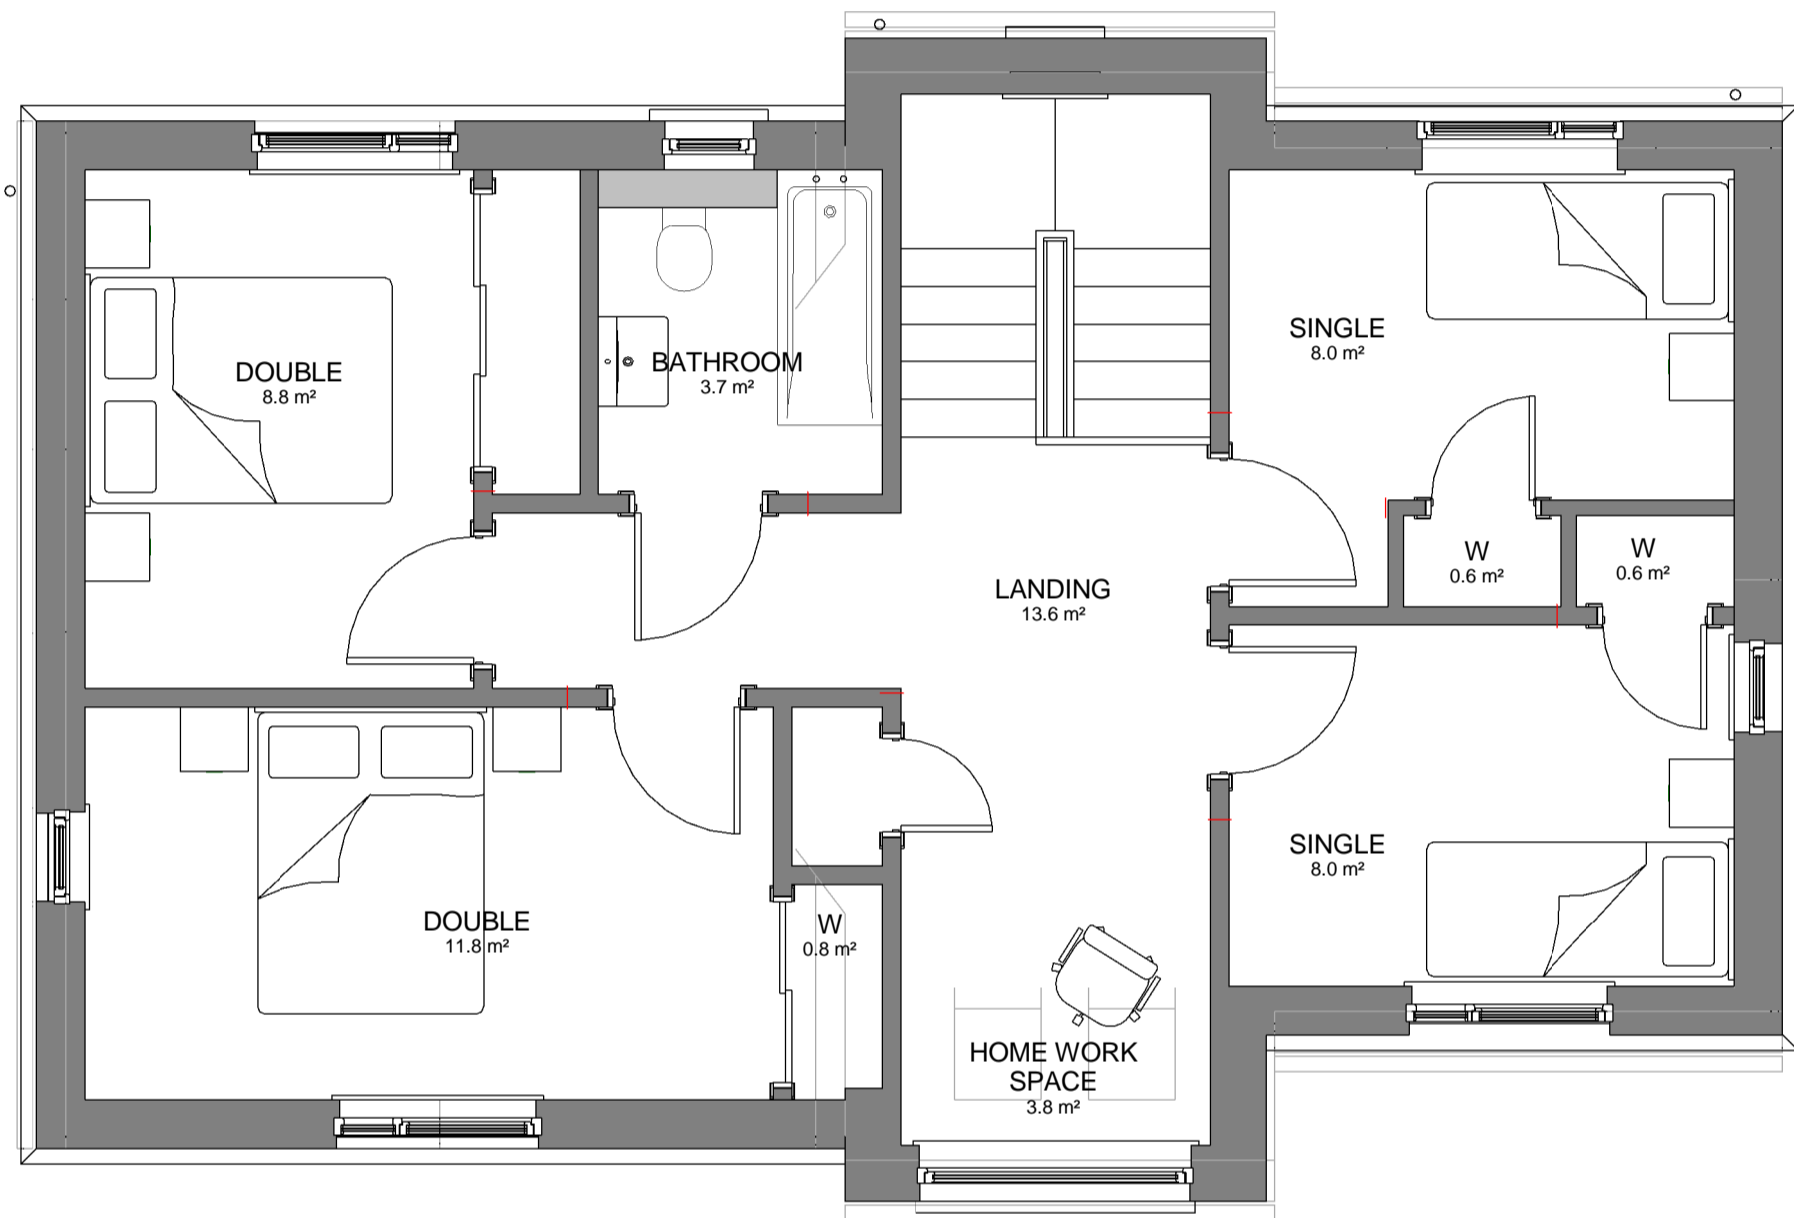 DOUBLE
8.8 m²
BATHROOM
3.7 m²
SINGLE
8.0 m²
LANDING
13.6 m²
W
0.6 m²
W
0.6 m²
DOUBLE
11.8 m²
W
0.8 m²
SINGLE
8.0 m²
HOME WORK
SPACE
3.8 m²